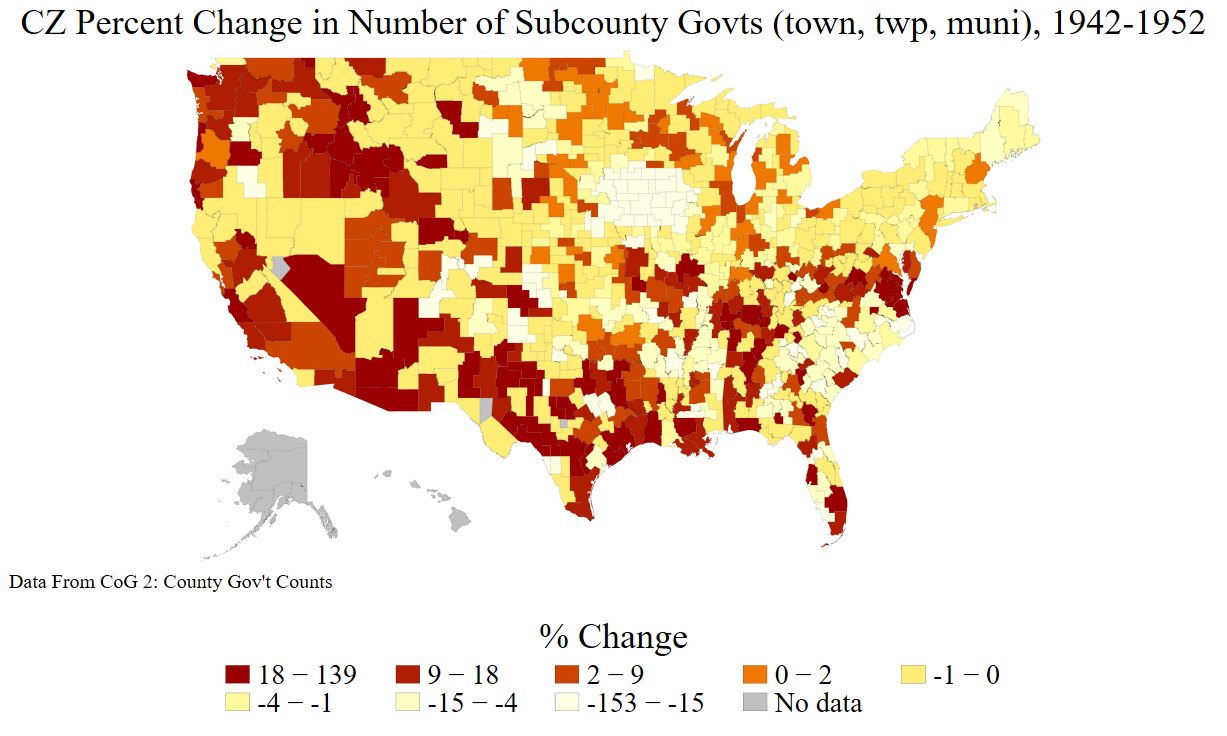 CZ Percent Change in Number of Subcounty Govts (town, twp, muni), 1942-1952
Data From CoG 2: County Gov't Counts
% Change
18 − 139 9 − 18 2 − 9 0 − 2 -1 − 0
-4 − -1 -15 − -4 -153 − -15 No data